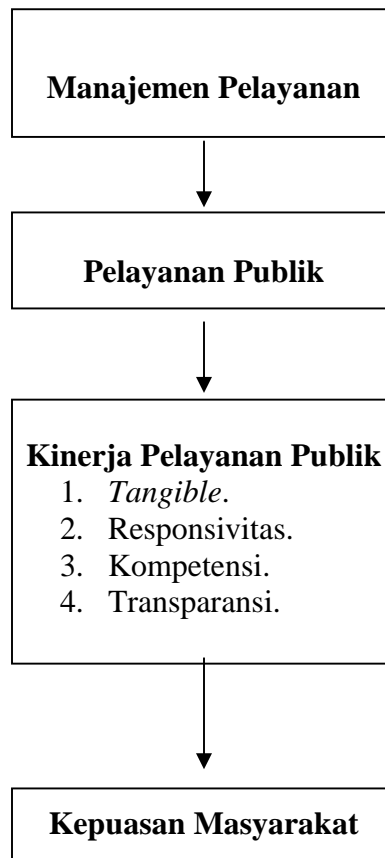 Manajemen Pelayanan
Pelayanan Publik
Kinerja Pelayanan Publik
1. Tangible.
2. Responsivitas.
3. Kompetensi.
4. Transparansi.
Kepuasan Masyarakat